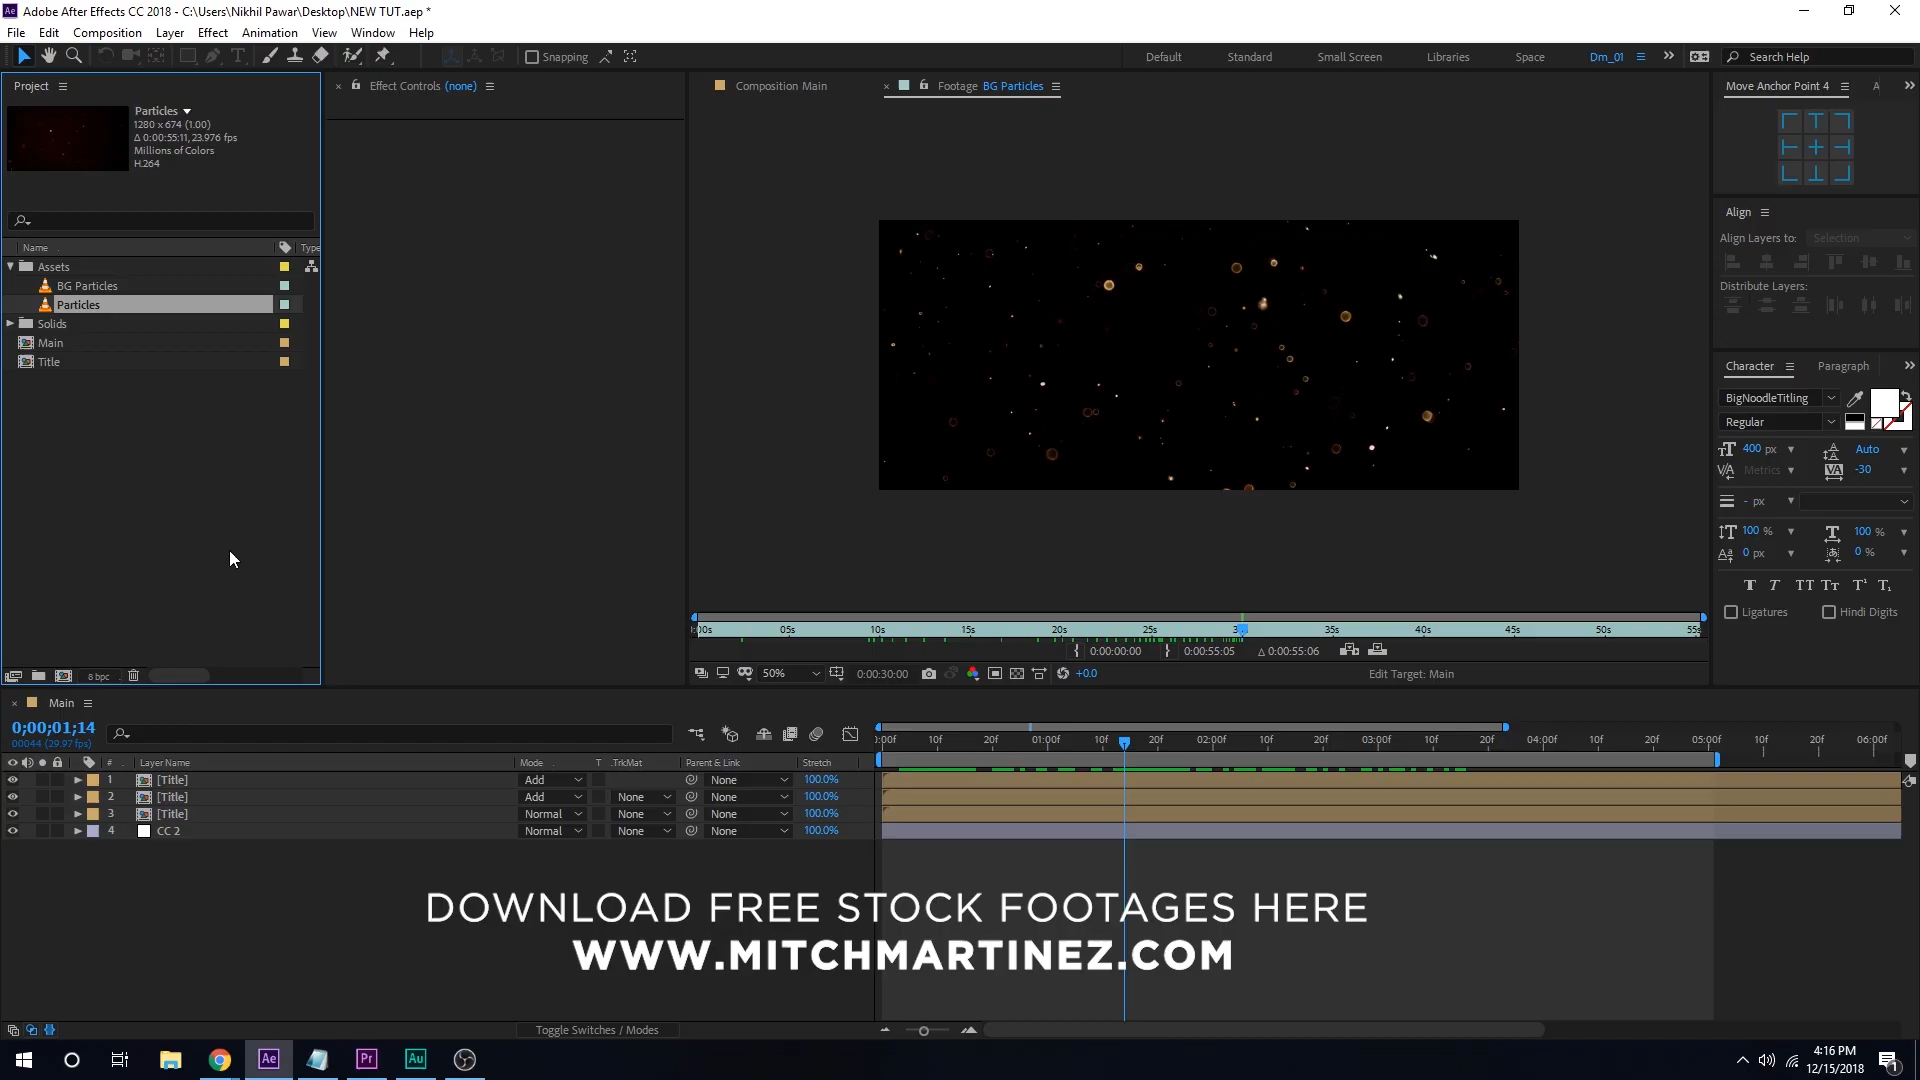 Adobe After Effects CC 2018 - C:\Users\Nikhil Pawar\Desktop\NEW TUT.aep *
File Edit Composition Layer Effect Animation View Window Help
Snapping Default Standard Small Screen Libraries Space Dm_01 Search Help
Project
Effect Controls (none)
Composition Main
Footage BG Particles
Move Anchor Point 4
Particles
1280 x 674 (1.00)
Δ 0:00:55:11, 23.976 fps
Millions of Colors
H.264
Name Type
Assets
BG Particles
Particles
Solids
Main
Title
Align
Align Layers to: Selection
Distribute Layers:
Character Paragraph
BigNoodleTitling
Regular
400 px Auto
Metrics -30
- px
100 % 100 %
0 px 0 %
Ligatures Hindi Digits
05s 10s 15s 20s 25s 35s 40s 45s 50s
0:00:00:00 0:00:55:05 Δ 0:00:55:06
8 bpc
50% 0:00:30:00 +0.0 Edit Target: Main
Main
0;00;01;14
00044 (29.97 fps)
10f 20f 01:00f 10f 20f 02:00f 10f 20f 03:00f 10f 20f 04:00f 10f 20f 05:00f 10f 20f 06:00f
# Layer Name Mode T .TrkMat Parent & Link Stretch
1 [Title] Add None 100.0%
2 [Title] Add None None 100.0%
3 [Title] Normal None None 100.0%
4 CC 2 Normal None None 100.0%
DOWNLOAD FREE STOCK FOOTAGES HERE
WWW.MITCHMARTINEZ.COM
Toggle Switches / Modes
4:16 PM
12/15/2018